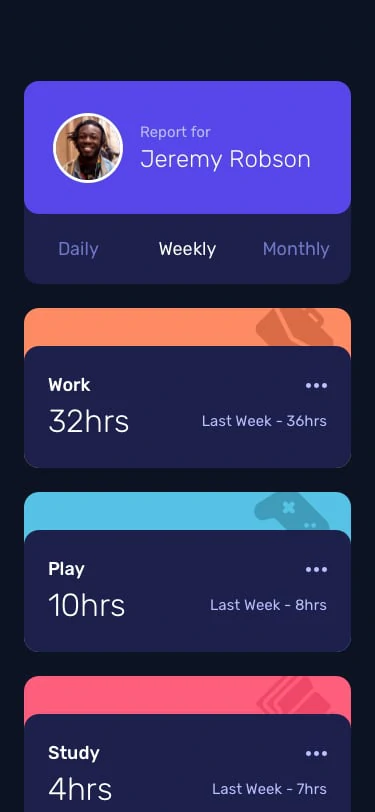 Report for
Jeremy Robson
Daily Weekly Monthly
Work
32hrs Last Week - 36hrs
Play
10hrs Last Week - 8hrs
Study
4hrs Last Week - 7hrs